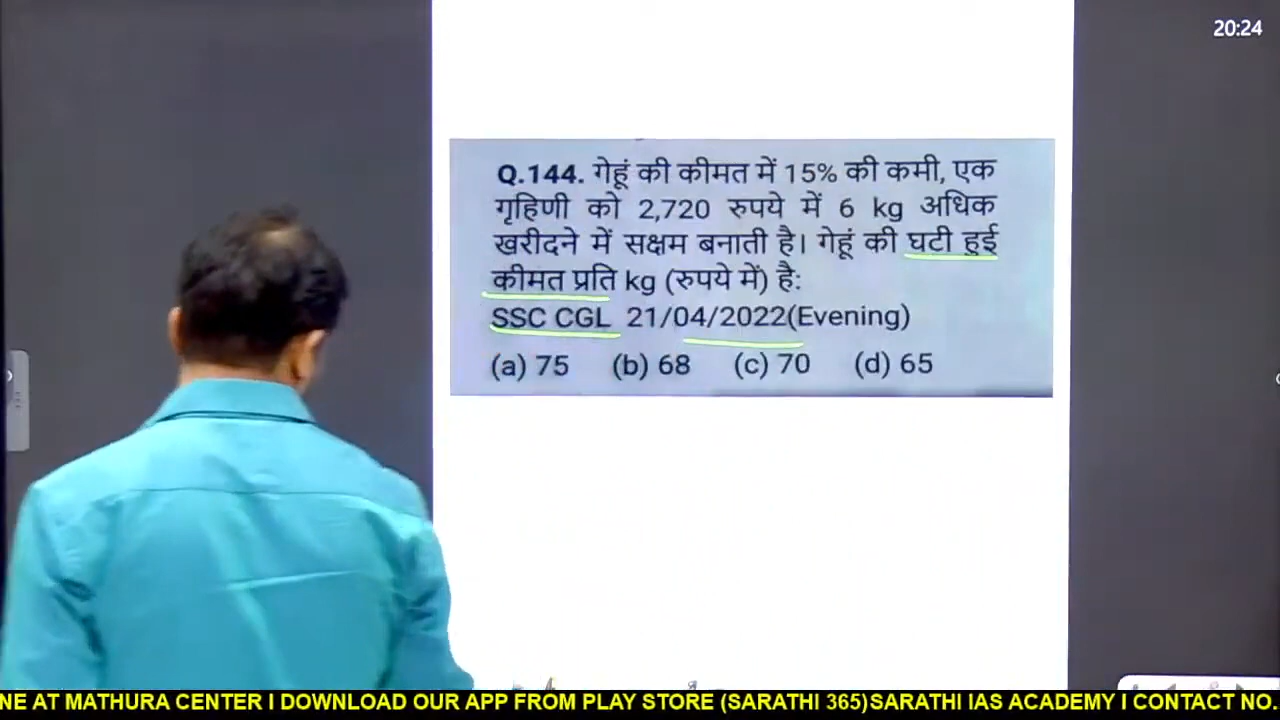 20:24
Q.144. गेहूं की कीमत में 15% की कमी, एक
गृहिणी को 2,720 रुपये में 6 kg अधिक
खरीदने में सक्षम बनाती है। गेहूं की घटी हुई
कीमत प्रति kg (रुपये में) है:
SSC CGL 21/04/2022(Evening)
(a) 75 (b) 68 (c) 70 (d) 65
NE AT MATHURA CENTER I DOWNLOAD OUR APP FROM PLAY STORE (SARATHI 365)SARATHI IAS ACADEMY I CONTACT NO.